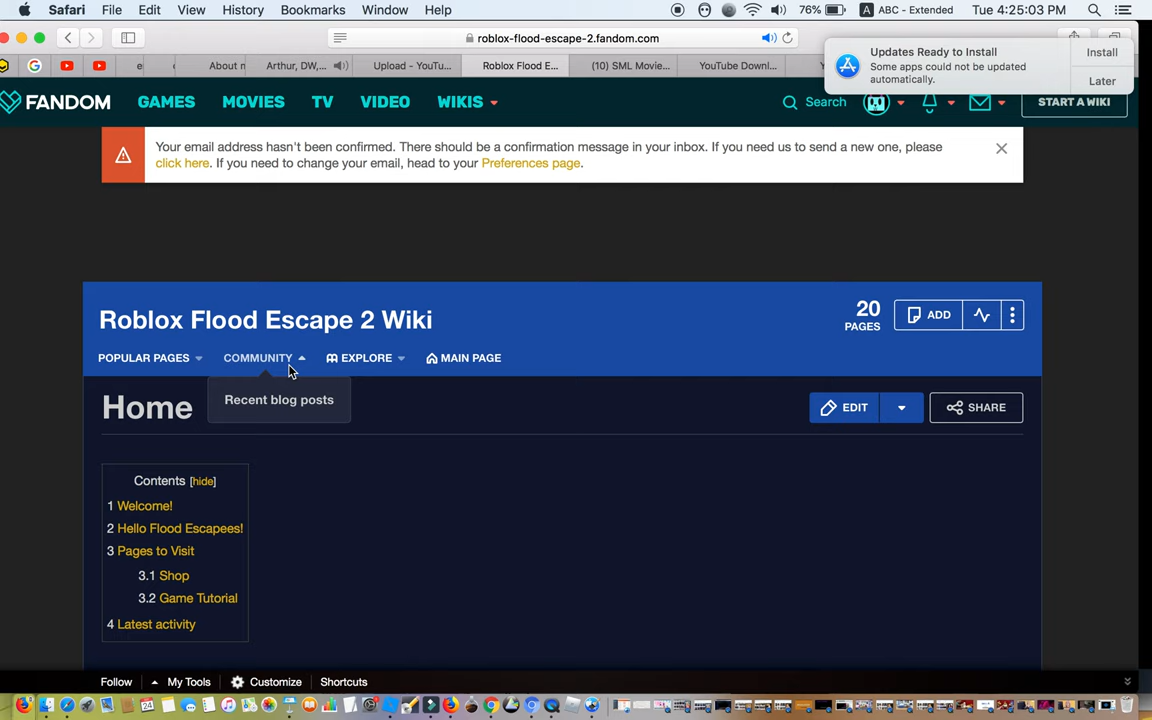 Safari File Edit View History Bookmarks Window Help 76% A ABC - Extended Tue 4:25:03 PM
roblox-flood-escape-2.fandom.com
About Arthur, DW,... Upload - YouTu... Roblox Flood E... (10) SML Movie... YouTube Downl...
Updates Ready to Install
Some apps could not be updated
automatically.
Install
Later
FANDOM GAMES MOVIES TV VIDEO WIKIS Search START A WIKI
Your email address hasn't been confirmed. There should be a confirmation message in your inbox. If you need us to send a new one, please
click here. If you need to change your email, head to your Preferences page.
Roblox Flood Escape 2 Wiki
20
PAGES
ADD
POPULAR PAGES COMMUNITY EXPLORE MAIN PAGE
Recent blog posts
Home
EDIT
SHARE
Contents [hide]
1 Welcome!
2 Hello Flood Escapees!
3 Pages to Visit
3.1 Shop
3.2 Game Tutorial
4 Latest activity
Follow My Tools Customize Shortcuts
24